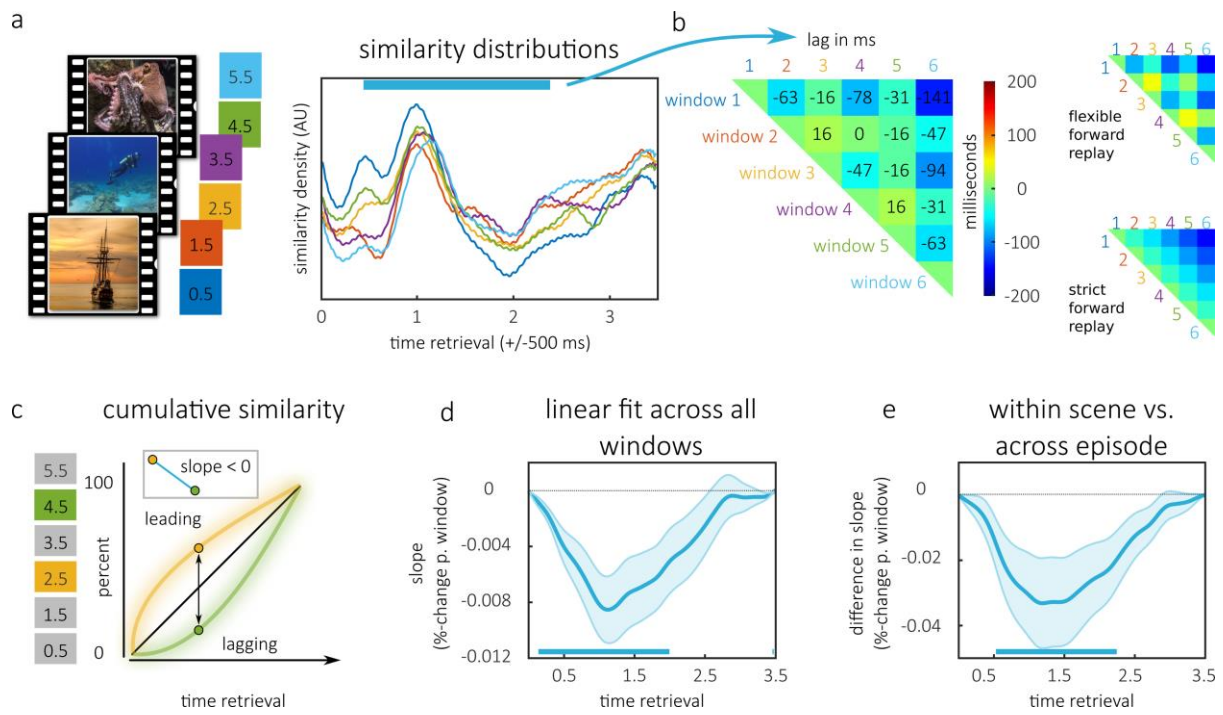 a
5.5
4.5
3.5
2.5
1.5
0.5
similarity distributions
similarity density (AU)
0
1
2
3
time retrieval (+/-500 ms)
b
lag in ms
1 2 3 4 5 6
window 1 -63 -16 -78 -31 -141
window 2 16 0 -16 -47
window 3 -47 -16 -94
window 4 16 -31
window 5 -63
window 6
200
100
0
-100
-200
milliseconds
1 2 3 4 5 6
1
2
3
4
5
6
flexible
forward
replay
1 2 3 4 5 6
1
2
3
4
5
6
strict
forward
replay
c
cumulative similarity
5.5
4.5
3.5
2.5
1.5
0.5
percent
100
0
slope < 0
leading
lagging
time retrieval
d
linear fit across all
windows
slope
(%-change p. window)
0
-0.004
-0.008
-0.012
0.5 1.5 2.5 3.5
time retrieval
e
within scene vs.
across episode
difference in slope
(%-change p. window)
0
-0.02
-0.04
0.5 1.5 2.5 3.5
time retrieval